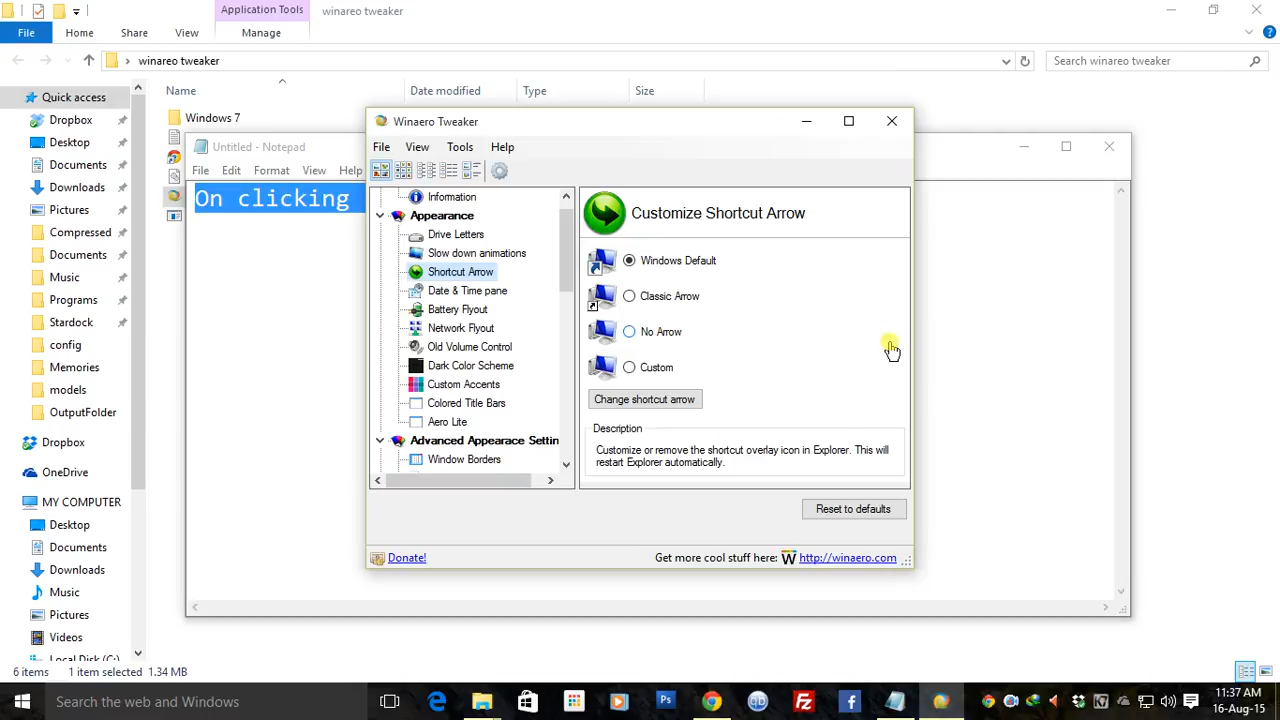 Application Tools
winareo tweaker
File
Home
Share
View
Manage
winareo tweaker
Search winareo tweaker
Name
Date modified
Type
Size
Quick access
Dropbox
Desktop
Documents
Downloads
Pictures
Compressed
Documents
Music
Programs
Stardock
config
Memories
models
OutputFolder
Dropbox
OneDrive
MY COMPUTER
Desktop
Documents
Downloads
Music
Pictures
Videos
Local Disk (C:)
Windows 7
Untitled - Notepad
File
Edit
Format
View
Help
On clicking
Winaero Tweaker
File
View
Tools
Help
Information
Appearance
Drive Letters
Slow down animations
Shortcut Arrow
Date & Time pane
Battery Flyout
Network Flyout
Old Volume Control
Dark Color Scheme
Custom Accents
Colored Title Bars
Aero Lite
Advanced Appearace Settin
Window Borders
Customize Shortcut Arrow
Windows Default
Classic Arrow
No Arrow
Custom
Change shortcut arrow
Description
Customize or remove the shortcut overlay icon in Explorer. This will
restart Explorer automatically.
Reset to defaults
Donate!
Get more cool stuff here:
W
http://winaero.com
6 items
1 item selected
1.34 MB
Search the web and Windows
11:37 AM
16-Aug-15